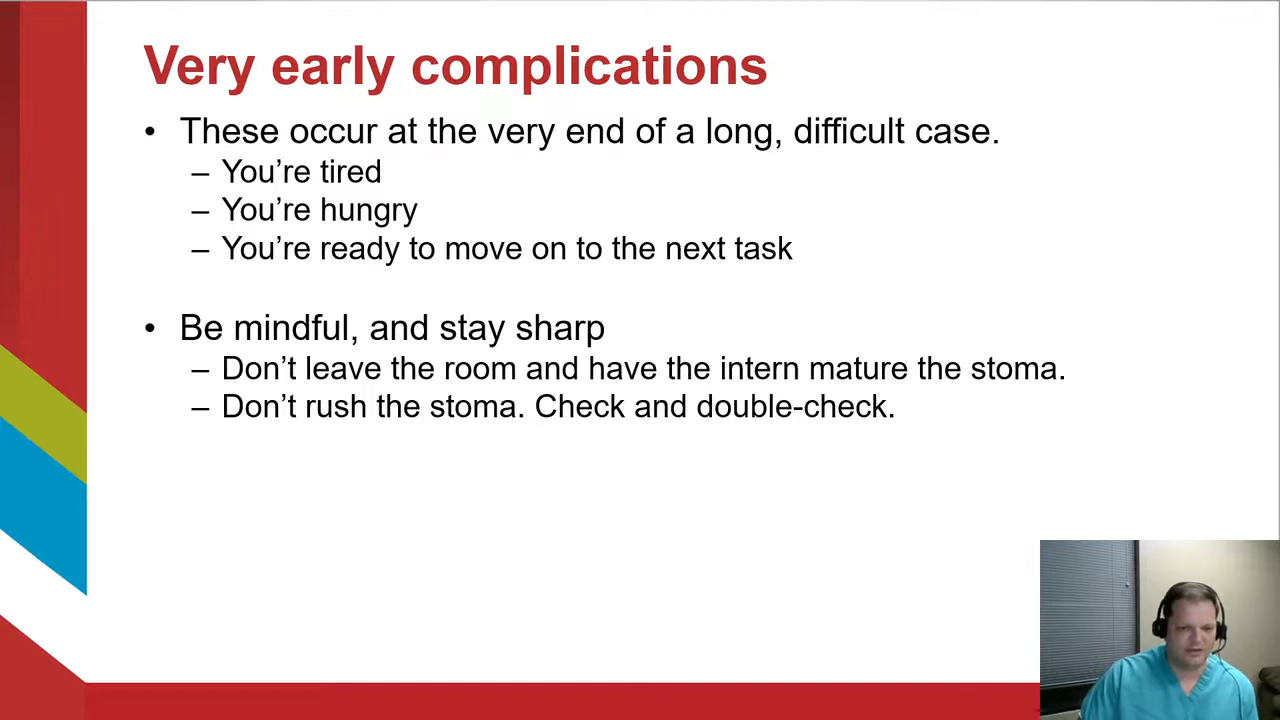 Very early complications
• These occur at the very end of a long, difficult case.
– You’re tired
– You’re hungry
– You’re ready to move on to the next task
• Be mindful, and stay sharp
– Don’t leave the room and have the intern mature the stoma.
– Don’t rush the stoma. Check and double-check.